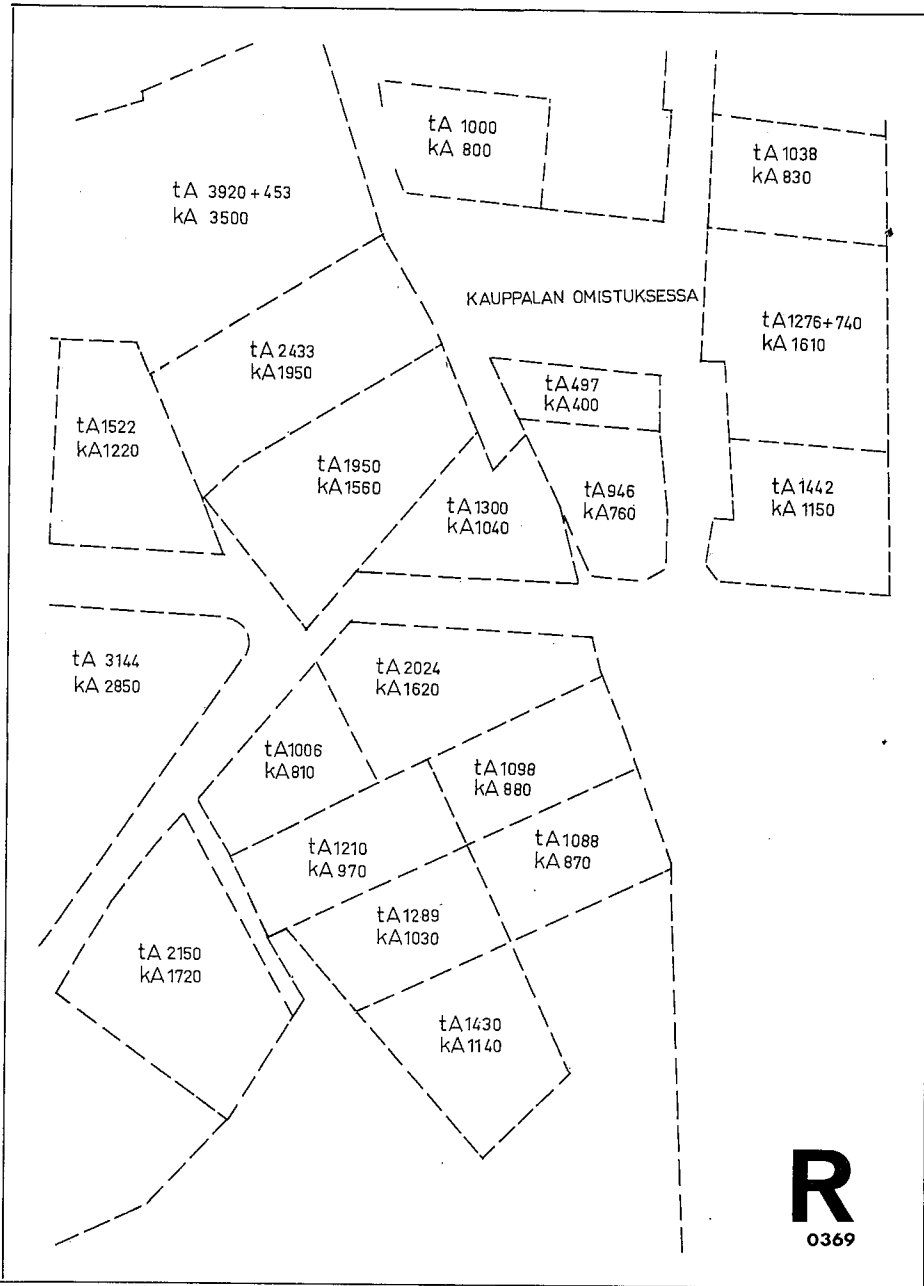 tA 1000
kA 800
tA 1038
kA 830
tA 3920 + 453
kA 3500
KAUPPALAN OMISTUKSESSA
tA 1276+740
kA 1610
tA 2433
kA 1950
tA 497
kA 400
tA 1522
kA 1220
tA 1950
kA 1560
tA 1300
kA 1040
tA 946
kA 760
tA 1442
kA 1150
tA 3144
kA 2850
tA 2024
kA 1620
tA 1006
kA 810
tA 1098
kA 880
tA 1210
kA 970
tA 1088
kA 870
tA 1289
kA 1030
tA 2150
kA 1720
tA 1430
kA 1140
R
0369